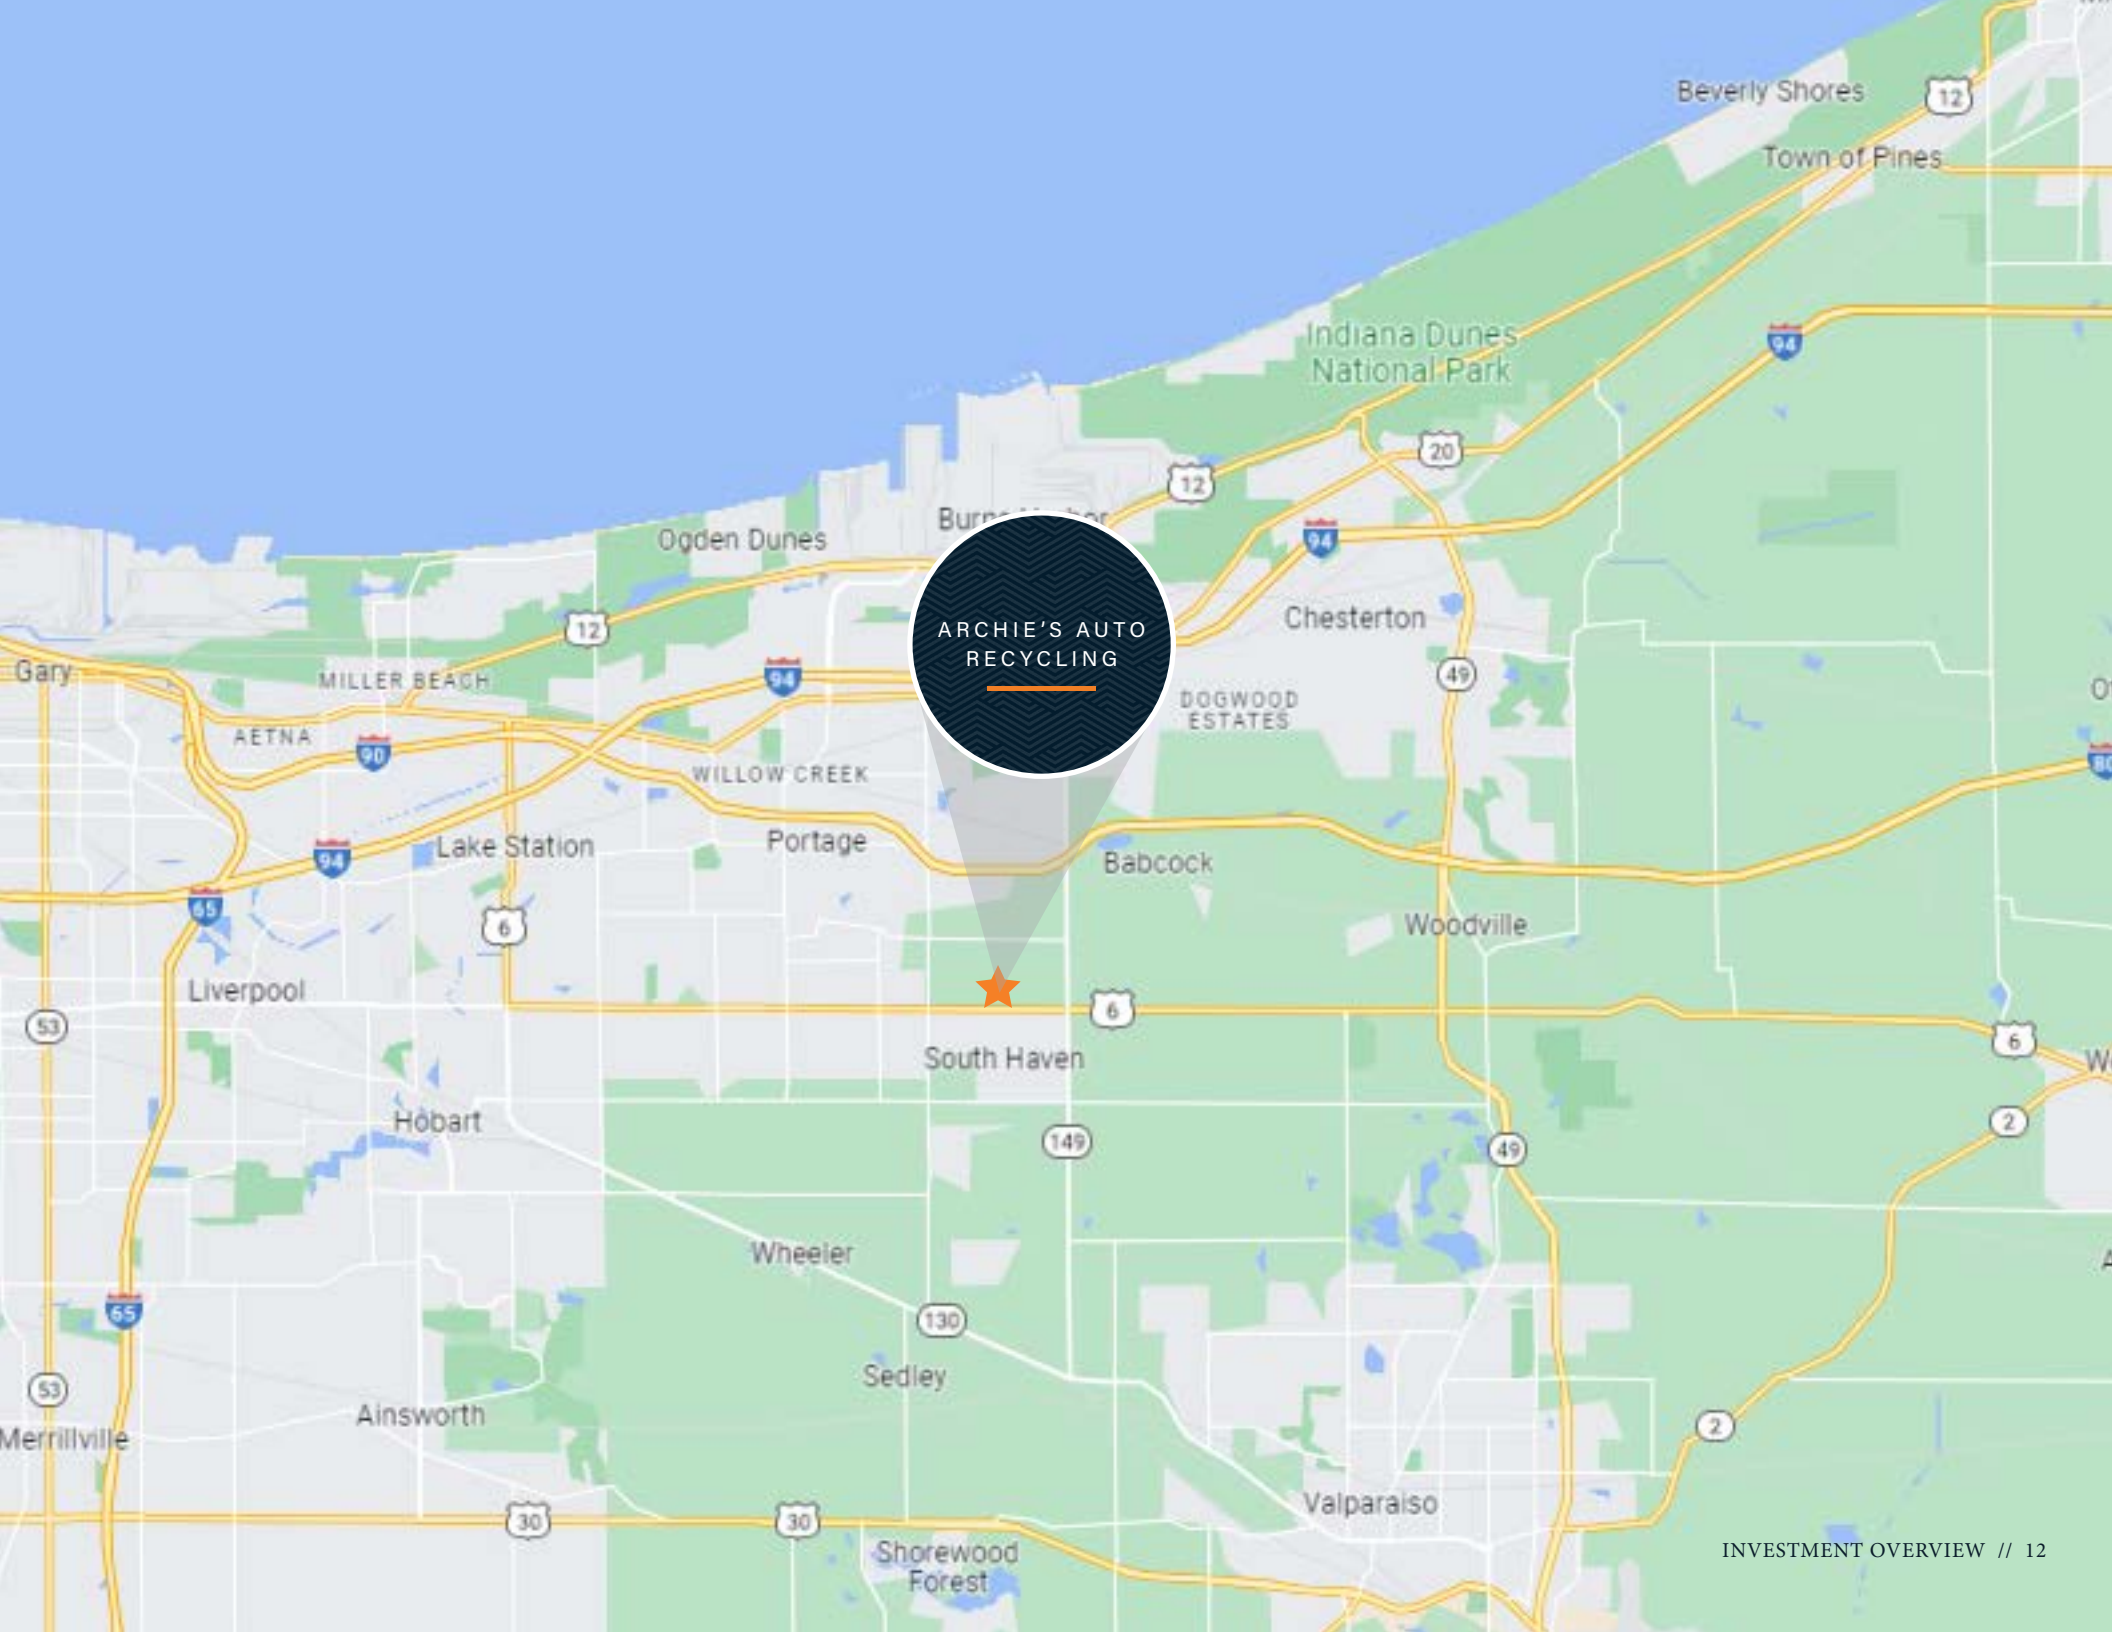 Beverly Shores
12
Town of Pines
Indiana Dunes
National Park
94
20
12
Ogden Dunes
94
Chesterton
12
ARCHIE'S AUTO
RECYCLING
Gary
MILLER BEACH
94
49
DOGWOOD
ESTATES
AETNA
90
WILLOW CREEK
80
Lake Station
Portage
94
Babcock
65
6
Woodville
Liverpool
6
53
6
South Haven
Hobart
149
2
49
Wheeler
65
130
Sedley
53
Ainsworth
2
Merrillville
Valparaiso
30
30
Shorewood
Forest
INVESTMENT OVERVIEW // 12